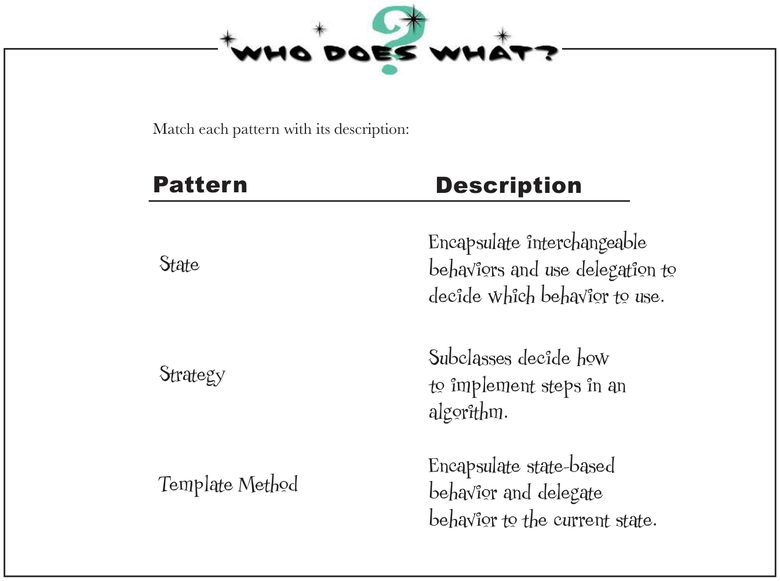 WHO DOES WHAT?
Match each pattern with its description:
Pattern Description
State
Encapsulate interchangeable
behaviors and use delegation to
decide which behavior to use.
Strategy
Subclasses decide how
to implement steps in an
algorithm.
Template Method
Encapsulate state-based
behavior and delegate
behavior to the current state.